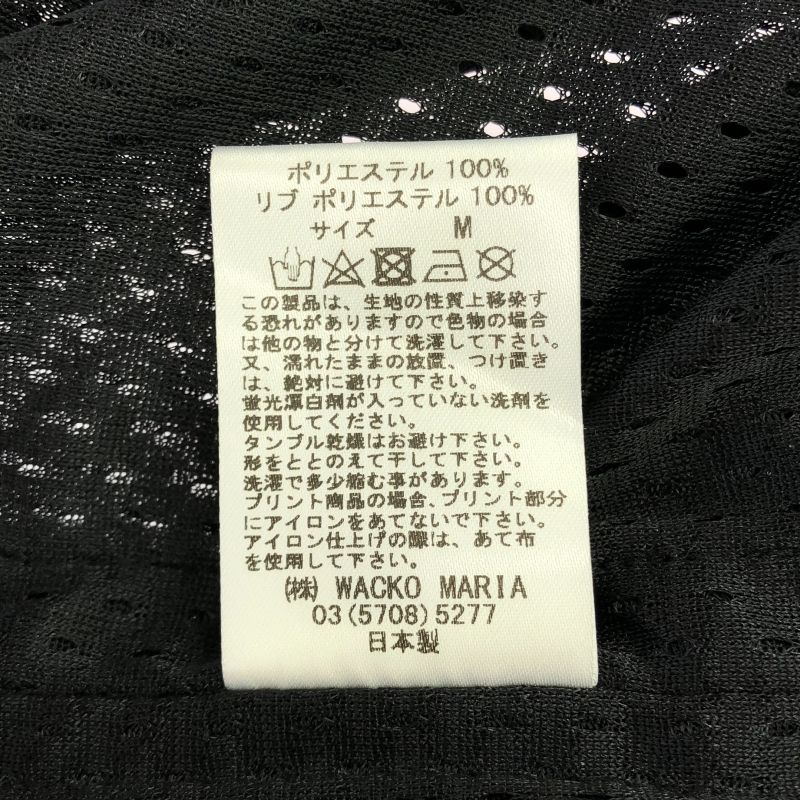 ポリエステル 100%
リブ ポリエステル 100%
サイズ M
この製品は、生地の性質上移染す
る恐れがありますので色物の場合
は他の物と分けて洗濯して下さい。
又、濡れたままの放置、つけ置き
は、絶対に避けて下さい。
蛍光漂白剤が入っていない洗剤を
使用してください。
タンブル乾燥はお避け下さい。
形をととのえて干して下さい。
洗濯で多少縮む事があります。
プリント商品の場合、プリント部分
にアイロンをあてないで下さい。
アイロン仕上げの際は、あて布
を使用して下さい。
㈱ WACKO MARIA
03(5708)5277
日本製